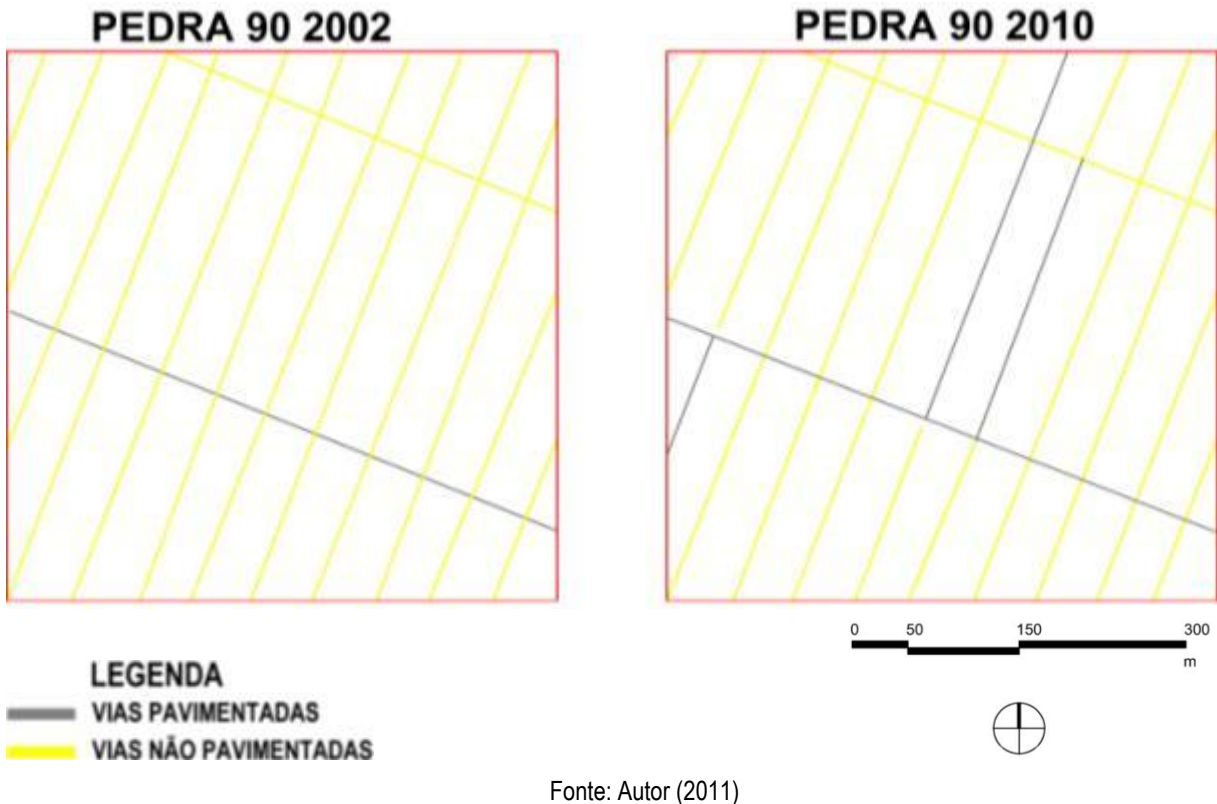 PEDRA 90 2002
PEDRA 90 2010
0 50 150 300
m
LEGENDA
VIAS PAVIMENTADAS
VIAS NÃO PAVIMENTADAS
Fonte: Autor (2011)